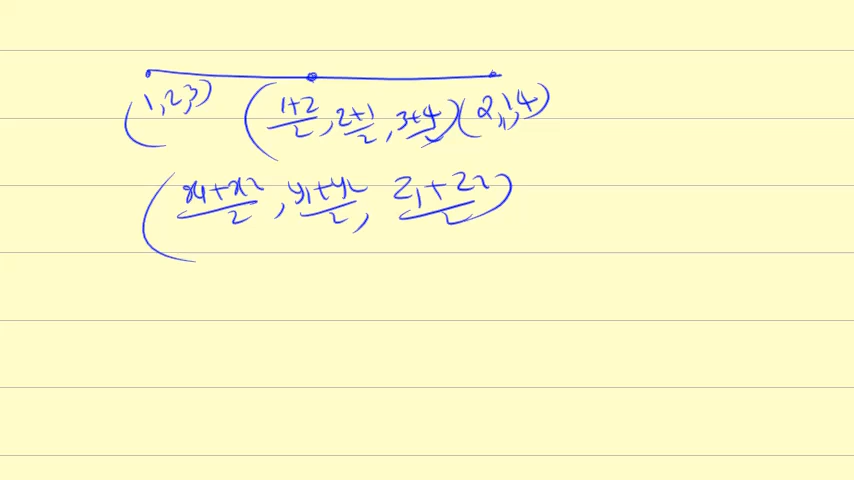 (1,2,3) (1+2/2, 2+1/2, 3+4/2) (2,1,4)
(x1+x2/2, y1+y2/2, z1+z2/2)